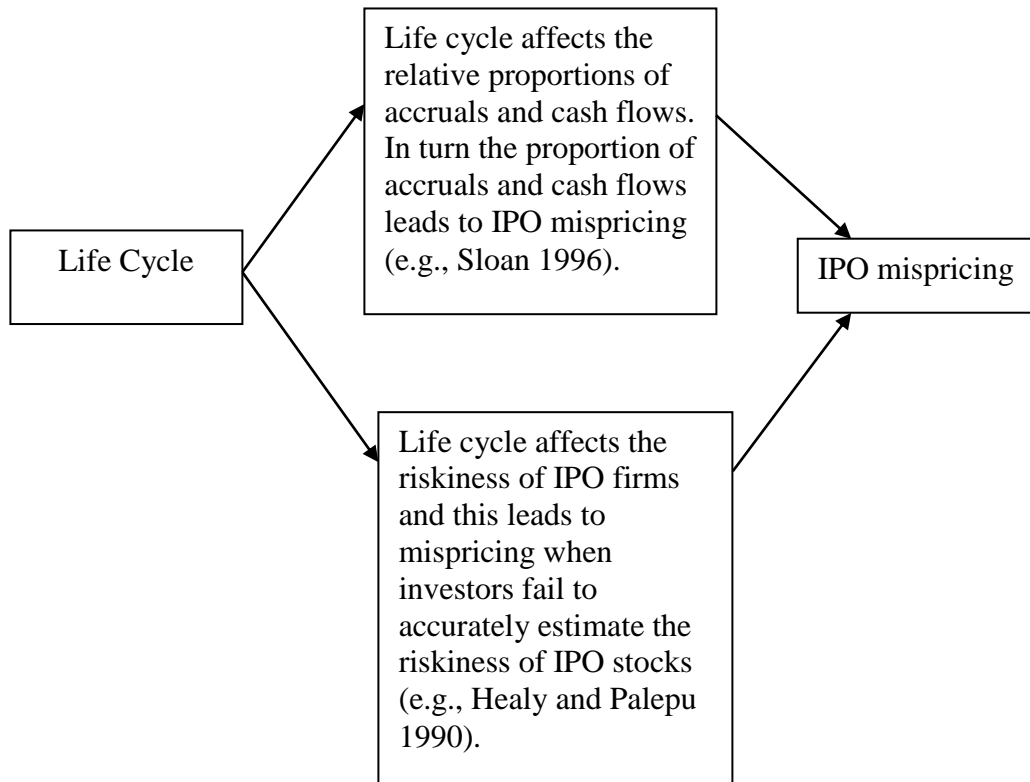 Life Cycle
Life cycle affects the
relative proportions of
accruals and cash flows.
In turn the proportion of
accruals and cash flows
leads to IPO mispricing
(e.g., Sloan 1996).
Life cycle affects the
riskiness of IPO firms
and this leads to
mispricing when
investors fail to
accurately estimate the
riskiness of IPO stocks
(e.g., Healy and Palepu
1990).
IPO mispricing